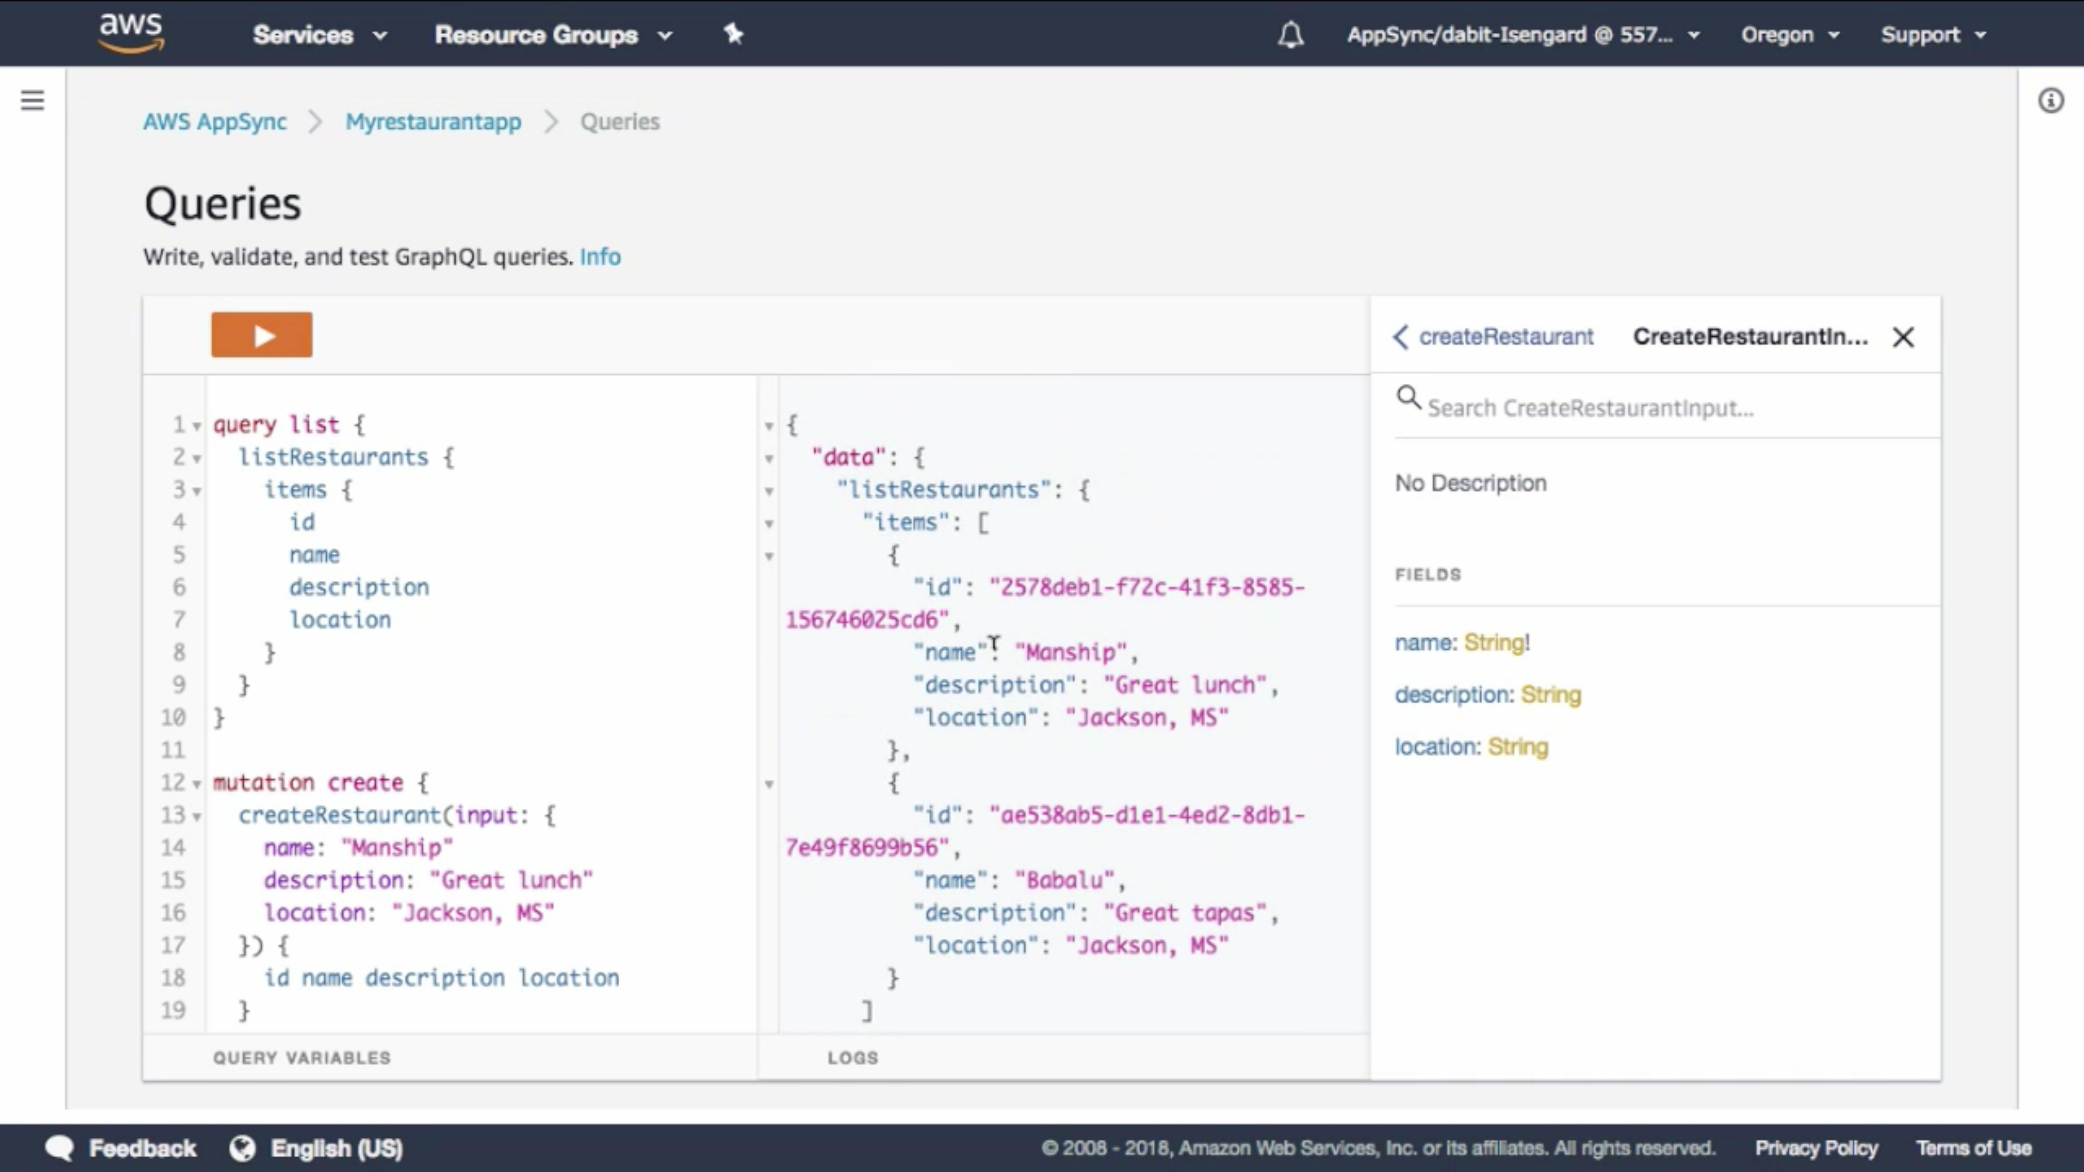 aws Services Resource Groups AppSync/dabit-Isengard @ 557... Oregon Support
AWS AppSync Myrestaurantapp Queries
Queries
Write, validate, and test GraphQL queries. Info
1 query list {
2 listRestaurants {
3 items {
4 id
5 name
6 description
7 location
8 }
9 }
10 }
11
12 mutation create {
13 createRestaurant(input: {
14 name: "Manship"
15 description: "Great lunch"
16 location: "Jackson, MS"
17 }) {
18 id name description location
19 }
QUERY VARIABLES
{
"data": {
"listRestaurants": {
"items": [
{
"id": "2578deb1-f72c-41f3-8585-
156746025cd6",
"name": "Manship",
"description": "Great lunch",
"location": "Jackson, MS"
},
{
"id": "ae538ab5-d1e1-4ed2-8db1-
7e49f8699b56",
"name": "Babalu",
"description": "Great tapas",
"location": "Jackson, MS"
}
]
LOGS
createRestaurant CreateRestaurantIn...
Search CreateRestaurantInput...
No Description
FIELDS
name: String!
description: String
location: String
Feedback English (US) © 2008 - 2018, Amazon Web Services, Inc. or its affiliates. All rights reserved. Privacy Policy Terms of Use